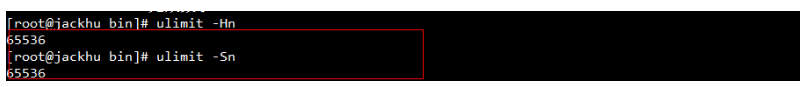 [root@jackhu bin]# ulimit -Hn
65536
[root@jackhu bin]# ulimit -Sn
65536